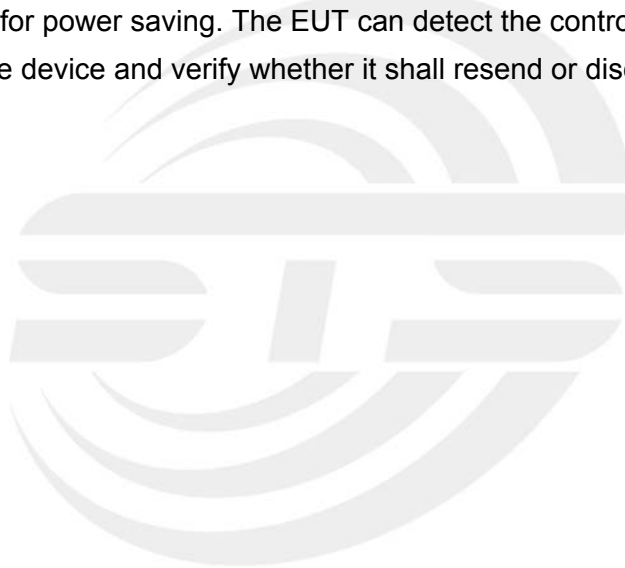 for power saving. The EUT can detect the contro
e device and verify whether it shall resend or dis